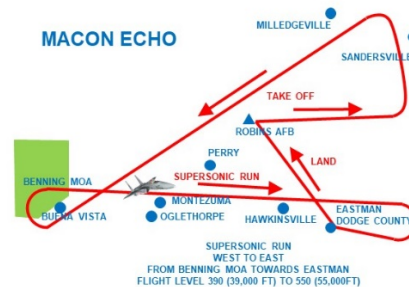 MACON ECHO
MILLEDGEVILLE
SANDERSVILLE
TAKE OFF
ROBINS AFB
PERRY
LAND
SUPERSONIC RUN
BENNING MOA
MONTEZUMA
BUENA VISTA
OGLETHORPE
HAWKINSVILLE
EASTMAN
DODGE COUNTY
SUPERSONIC RUN
WEST TO EAST
FROM BENNING MOA TOWARDS EASTMAN
FLIGHT LEVEL 390 (39,000 FT) TO 550 (55,000FT)